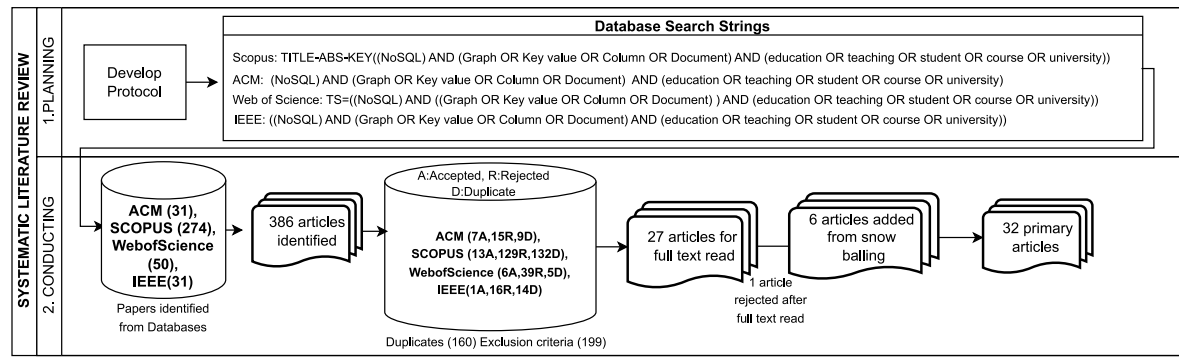 SYSTEMATIC LITERATURE REVIEW
1.PLANNING
Develop
Protocol
Database Search Strings
Scopus: TITLE-ABS-KEY((NoSQL) AND (Graph OR Key value OR Column OR Document) AND (education OR teaching OR student OR course OR university))
ACM: (NoSQL) AND (Graph OR Key value OR Column OR Document) AND (education OR teaching OR student OR course OR university)
Web of Science: TS=((NoSQL) AND ((Graph OR Key value OR Column OR Document) ) AND (education OR teaching OR student OR course OR university))
IEEE: ((NoSQL) AND (Graph OR Key value OR Column OR Document) AND (education OR teaching OR student OR course OR university))
2. CONDUCTING
ACM (31),
SCOPUS (274),
WebofScience
(50),
IEEE(31)
Papers identified
from Databases
386 articles
identified
A:Accepted, R:Rejected
D:Duplicate
ACM (7A,15R,9D),
SCOPUS (13A,129R,132D),
WebofScience (6A,39R,5D),
IEEE(1A,16R,14D)
Duplicates (160) Exclusion criteria (199)
27 articles for
full text read
1 article
rejected after
full text read
6 articles added
from snow
balling
32 primary
articles